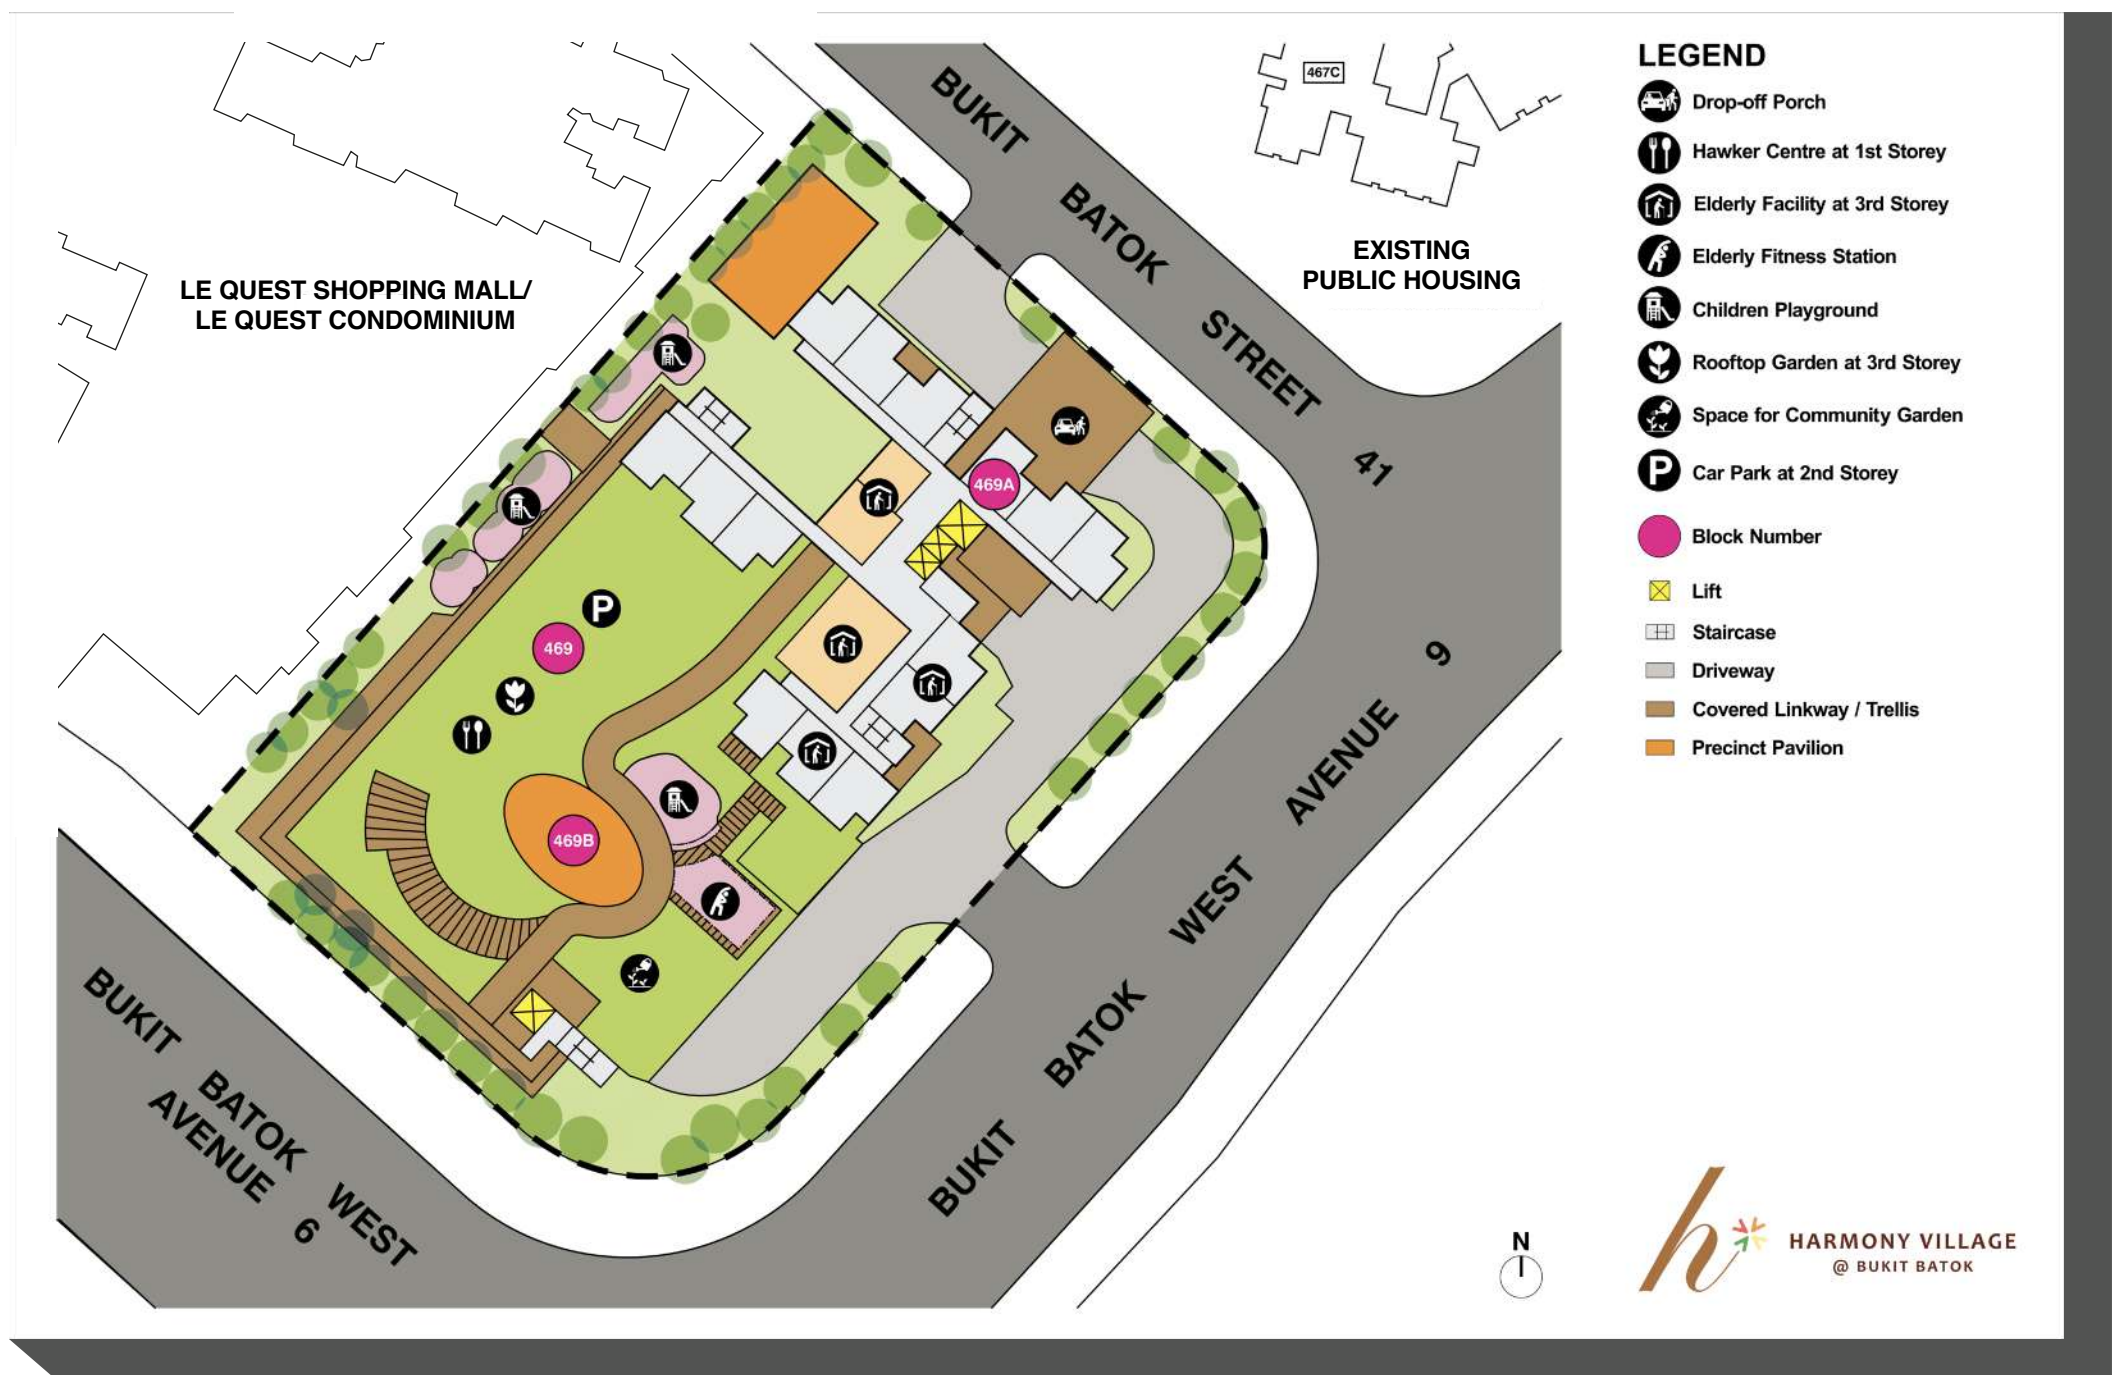 LE QUEST SHOPPING MALL/
LE QUEST CONDOMINIUM
BUKIT BATOK STREET 41
467C
EXISTING
PUBLIC HOUSING
469A
P
469
469B
BUKIT BATOK WEST AVENUE 9
BUKIT BATOK WEST
AVENUE 6
N
LEGEND
Drop-off Porch
Hawker Centre at 1st Storey
Elderly Facility at 3rd Storey
Elderly Fitness Station
Children Playground
Rooftop Garden at 3rd Storey
Space for Community Garden
P Car Park at 2nd Storey
Block Number
Lift
Staircase
Driveway
Covered Linkway / Trellis
Precinct Pavilion
h
HARMONY VILLAGE
@ BUKIT BATOK